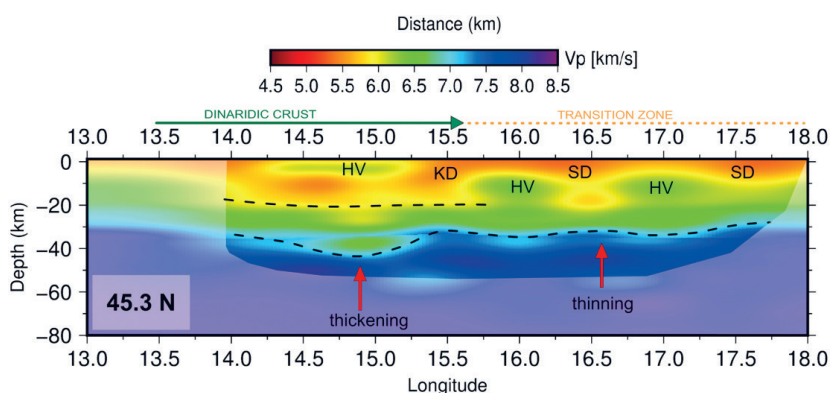 Distance (km)
Vp [km/s]
4.5 5.0 5.5 6.0 6.5 7.0 7.5 8.0 8.5
DINARIDIC CRUST TRANSITION ZONE
13.0 13.5 14.0 14.5 15.0 15.5 16.0 16.5 17.0 17.5 18.0
Depth (km)
0
−20
−40
−60
−80
HV KD SD SD
HV HV
45.3 N
thickening
thinning
13.0 13.5 14.0 14.5 15.0 15.5 16.0 16.5 17.0 17.5 18.0
Longitude